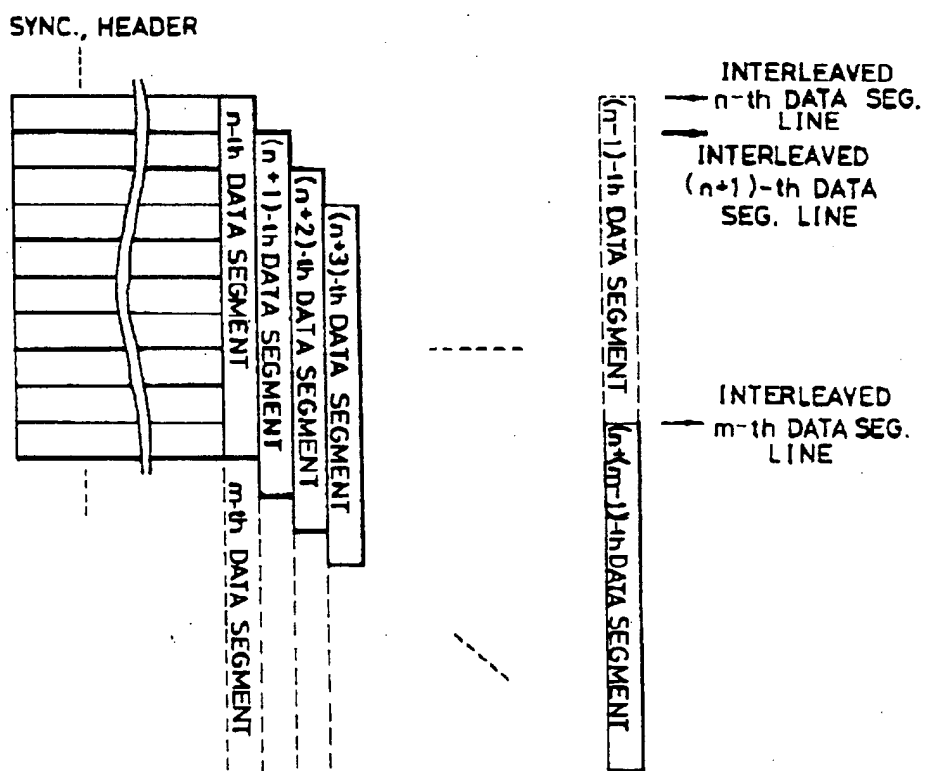 SYNC., HEADER
INTERLEAVED
n-th DATA SEG.
LINE
INTERLEAVED
(n+1)-th DATA
SEG. LINE
n-th DATA SEGMENT
(n+1)-th DATA SEGMENT
(n+2)-th DATA SEGMENT
(n+3)-th DATA SEGMENT
(n-1)-th DATA SEGMENT
INTERLEAVED
m-th DATA SEG.
LINE
m-th DATA SEGMENT
(n+(m-1))-th DATA SEGMENT